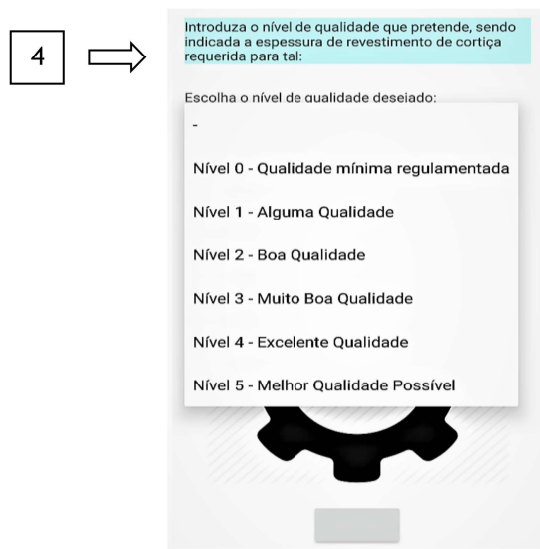 4
Introduza o nível de qualidade que pretende, sendo
indicada a espessura de revestimento de cortiça
requerida para tal:
Escolha o nível de qualidade desejado:
-
Nível 0 - Qualidade mínima regulamentada
Nível 1 - Alguma Qualidade
Nível 2 - Boa Qualidade
Nível 3 - Muito Boa Qualidade
Nível 4 - Excelente Qualidade
Nível 5 - Melhor Qualidade Possível